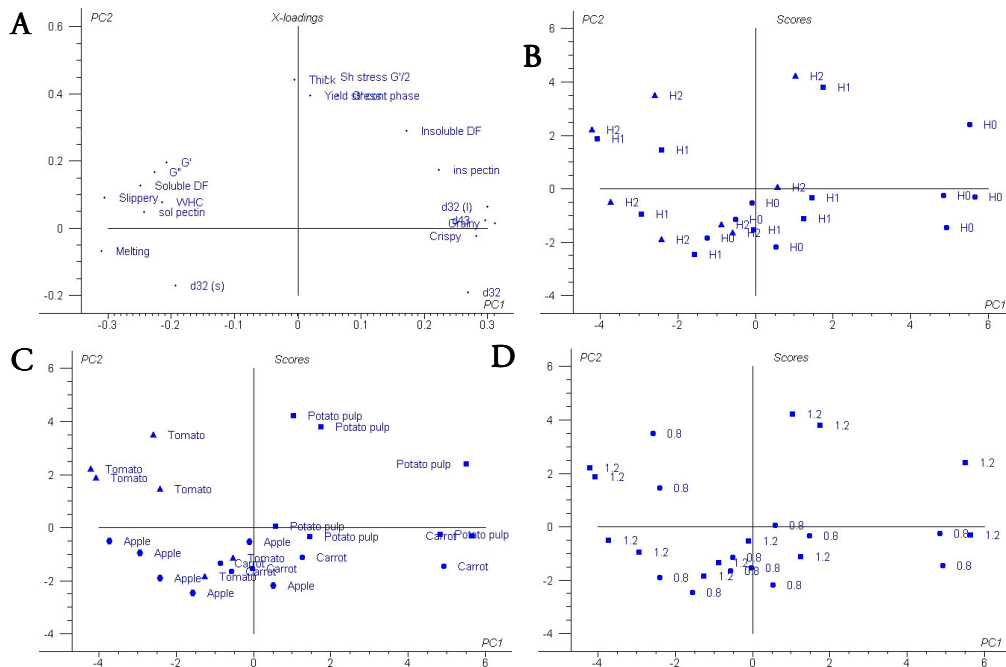 A
PC2
X-loadings
0.6
0.4
0.2
0
-0.2
-0.3
-0.2
-0.1
0
0.1
0.2
0.3
PC1
Thick
Sh stress G'/2
Yield stress
cont phase
Insoluble DF
ins pectin
G'
G"
Soluble DF
Slippery
WHC
sol pectin
Melting
d32 (s)
d32 (l)
d43
Grainy
Crispy
d32
B
PC2
Scores
6
4
2
0
-2
-4
-4
-2
0
2
4
6
PC1
H2
H1
H2
H2
H1
H1
H0
H2
H2
H0
H1
H0
H0
H1
H0
H1
H2
H1
H0
H2
H0
H2
H1
H0
C
PC2
Scores
6
4
2
0
-2
-4
-4
-2
0
2
4
6
PC1
Potato pulp
Potato pulp
Tomato
Potato pulp
Tomato
Tomato
Tomato
Potato pulp
Potato pulp
Carrot
Potato pulp
Apple
Apple
Apple
Carrot
Tomato
Carrot
Carrot
Carrot
Carrot
Apple
Tomato
Apple
Apple
D
PC2
Scores
6
4
2
0
-2
-4
-4
-2
0
2
4
6
PC1
1.2
1.2
0.8
1.2
1.2
1.2
0.8
0.8
0.8
0.8
1.2
1.2
1.2
1.2
1.2
0.8
1.2
0.8
0.8
0.8
1.2
0.8
0.8
0.8